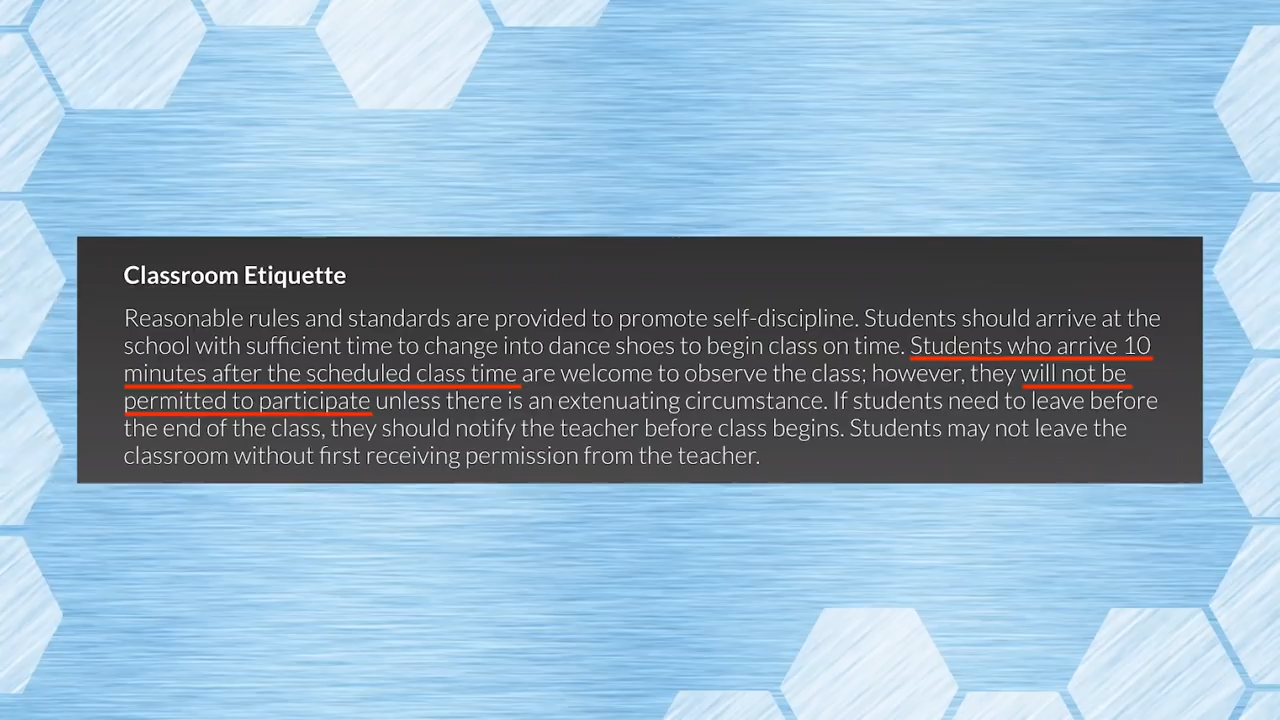 Classroom Etiquette
Reasonable rules and standards are provided to promote self-discipline. Students should arrive at the
school with sufficient time to change into dance shoes to begin class on time. Students who arrive 10
minutes after the scheduled class time are welcome to observe the class; however, they will not be
permitted to participate unless there is an extenuating circumstance. If students need to leave before
the end of the class, they should notify the teacher before class begins. Students may not leave the
classroom without first receiving permission from the teacher.